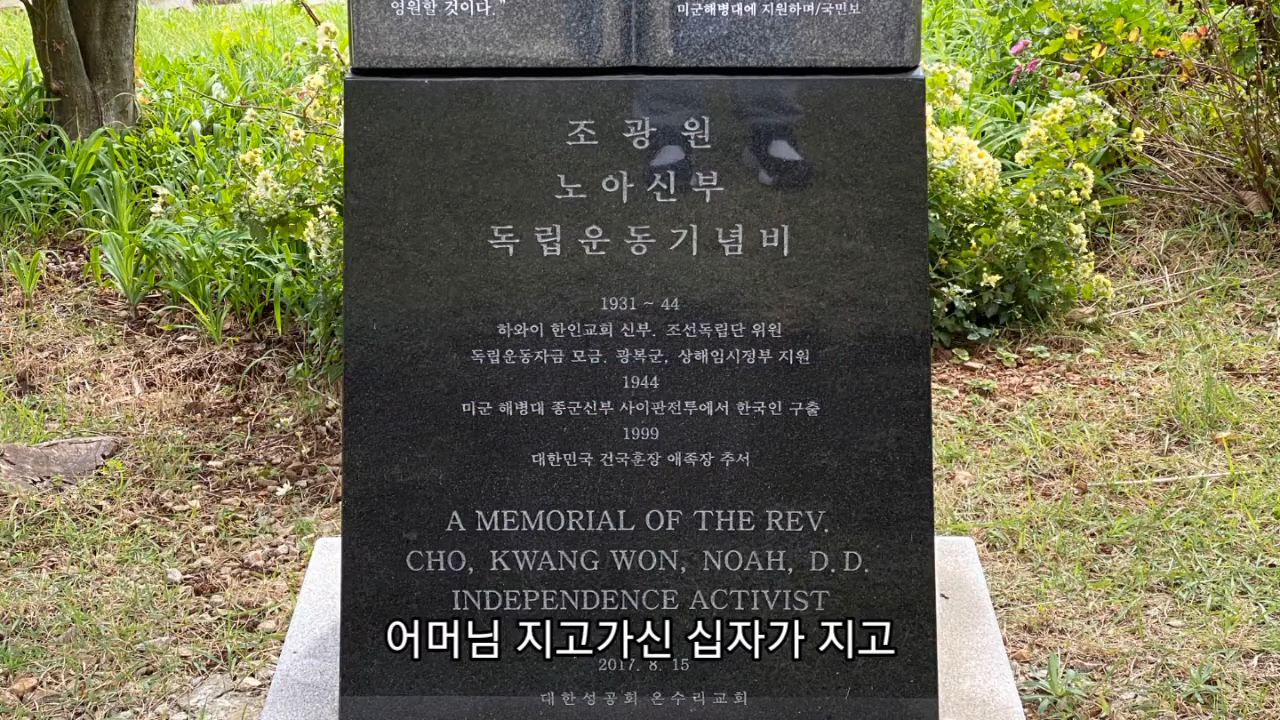 영원할 것이다."
미군해병대에 지원하며/국민보
조광원
노아신부
독립운동기념비
1931 ~ 44
하와이 한인교회 신부. 조선독립단 위원
독립운동자금 모금. 광복군, 상해임시정부 지원
1944
미군 해병대 종군신부 사이판전투에서 한국인 구출
1999
대한민국 건국훈장 애족장 추서
A MEMORIAL OF THE REV.
CHO, KWANG WON, NOAH, D.D.
INDEPENDENCE ACTIVIST
어머님 지고가신 십자가 지고
2017. 8. 15
대한성공회 온수리교회